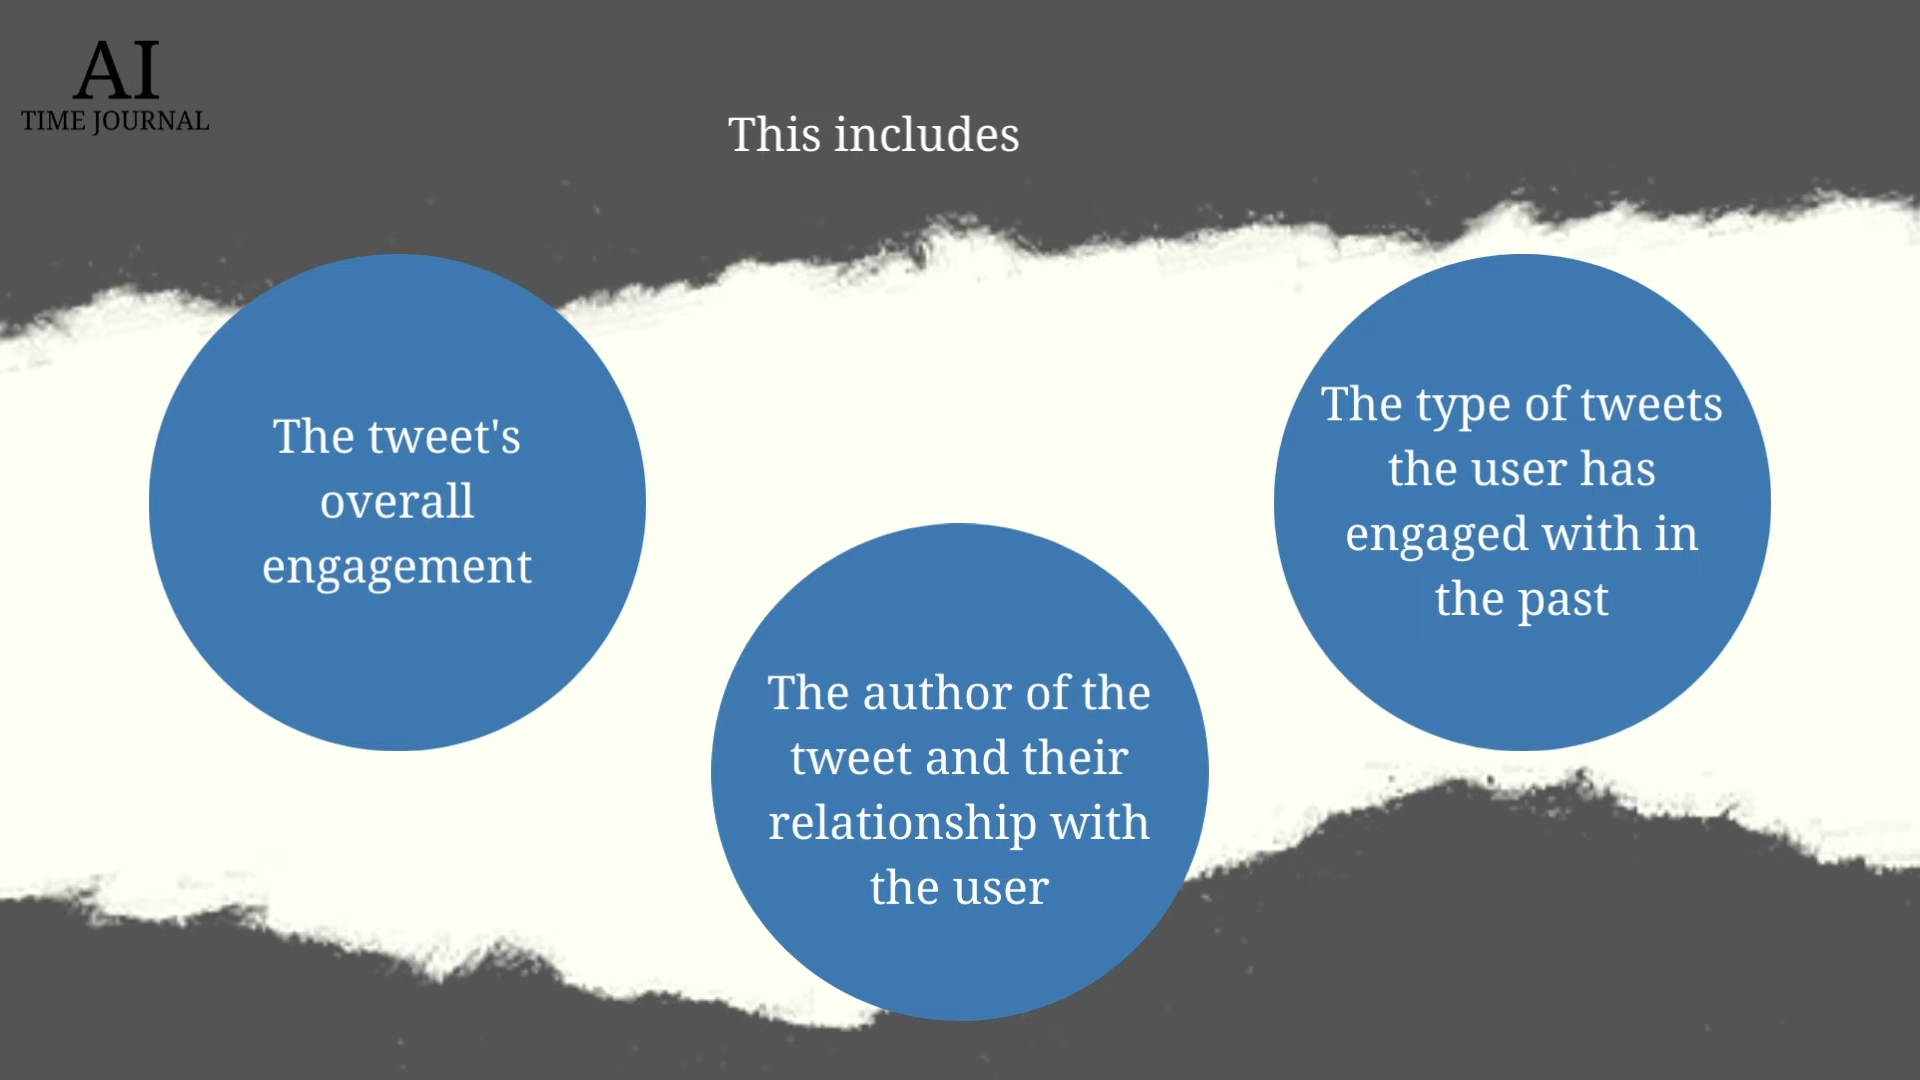 AI
TIME JOURNAL
This includes
The tweet's
overall
engagement
The author of the
tweet and their
relationship with
the user
The type of tweets
the user has
engaged with in
the past